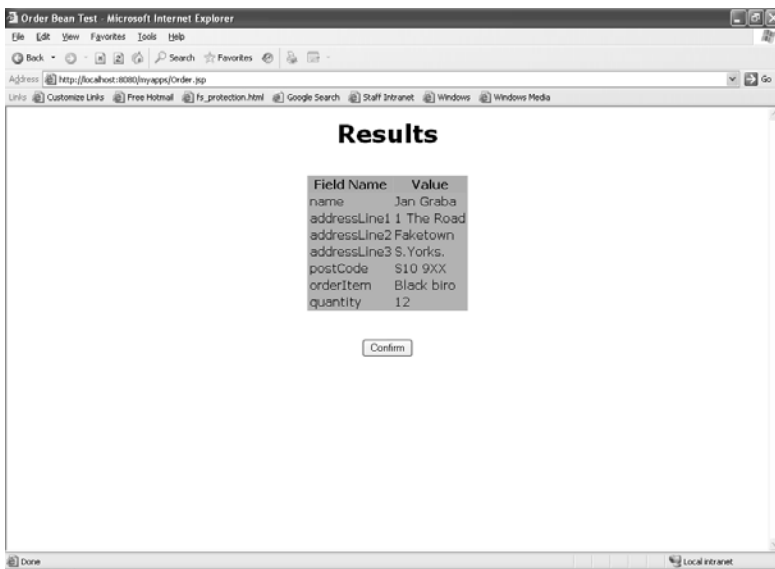 Order Bean Test - Microsoft Internet Explorer
File Edit View Favorites Tools Help
Back Search Favorites
Address http://localhost:8080/myapps/Order.jsp Go
Links Customize Links Free Hotmail fs_protection.html Google Search Staff Intranet Windows Windows Media
Results
Field Name Value
name Jan Graba
addressLine1 1 The Road
addressLine2 Faketown
addressLine3 S.Yorks.
postCode S10 9XX
orderItem Black biro
quantity 12
Confirm
Done Local intranet